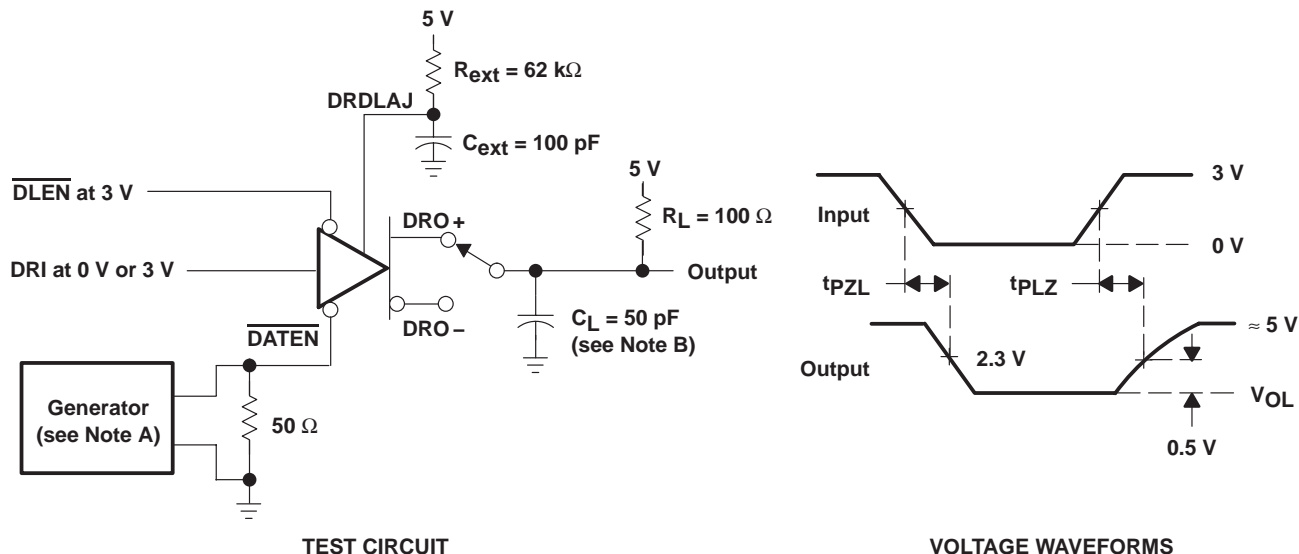 5 V
Rext = 62 kΩ
DRDLAJ
Cext = 100 pF
5 V
DLEN at 3 V
DRO+
RL = 100 Ω
DRI at 0 V or 3 V
Output
DRO−
CL = 50 pF
(see Note B)
DATEN
Generator
(see Note A)
50 Ω
TEST CIRCUIT
3 V
Input
0 V
tPZL
tPLZ
≈ 5 V
2.3 V
Output
VOL
0.5 V
VOLTAGE WAVEFORMS